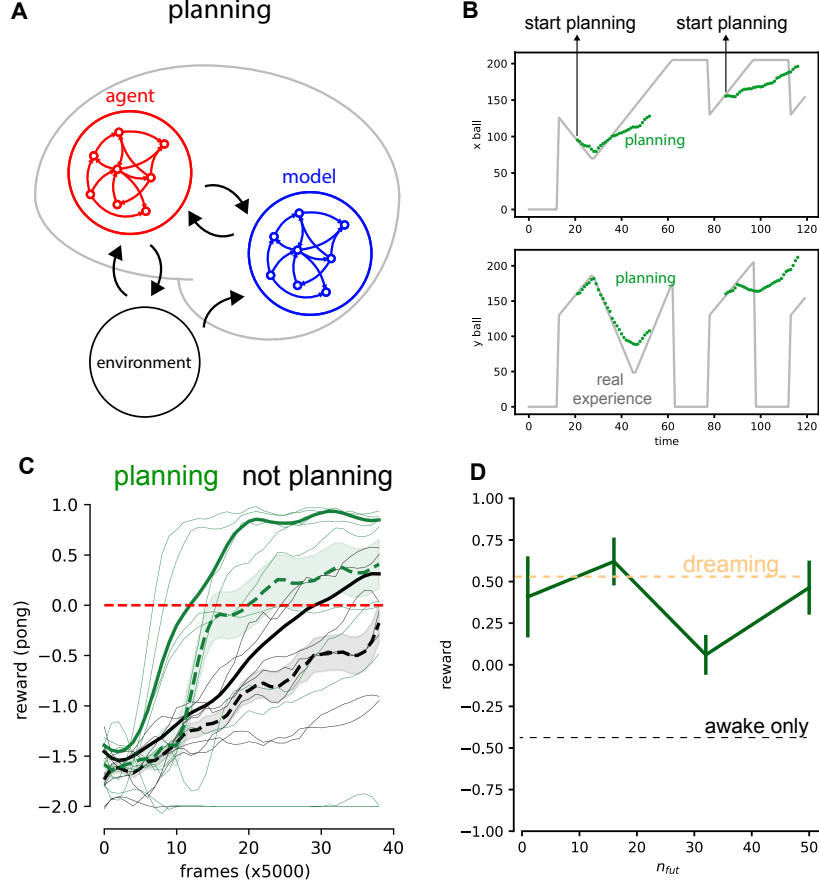 A
planning
agent
model
environment
B
start planning
start planning
200
150
100
50
0
x ball
planning
0
20
40
60
80
100
120
200
150
100
50
0
y ball
planning
real
experience
0
20
40
60
80
100
120
time
C
planning
not planning
1.0
0.5
0.0
−0.5
−1.0
−1.5
−2.0
reward (pong)
0
10
20
30
40
frames (x5000)
D
1.00
0.75
0.50
0.25
0.00
−0.25
−0.50
−0.75
−1.00
reward
dreaming
awake only
0
10
20
30
40
50
n_fut